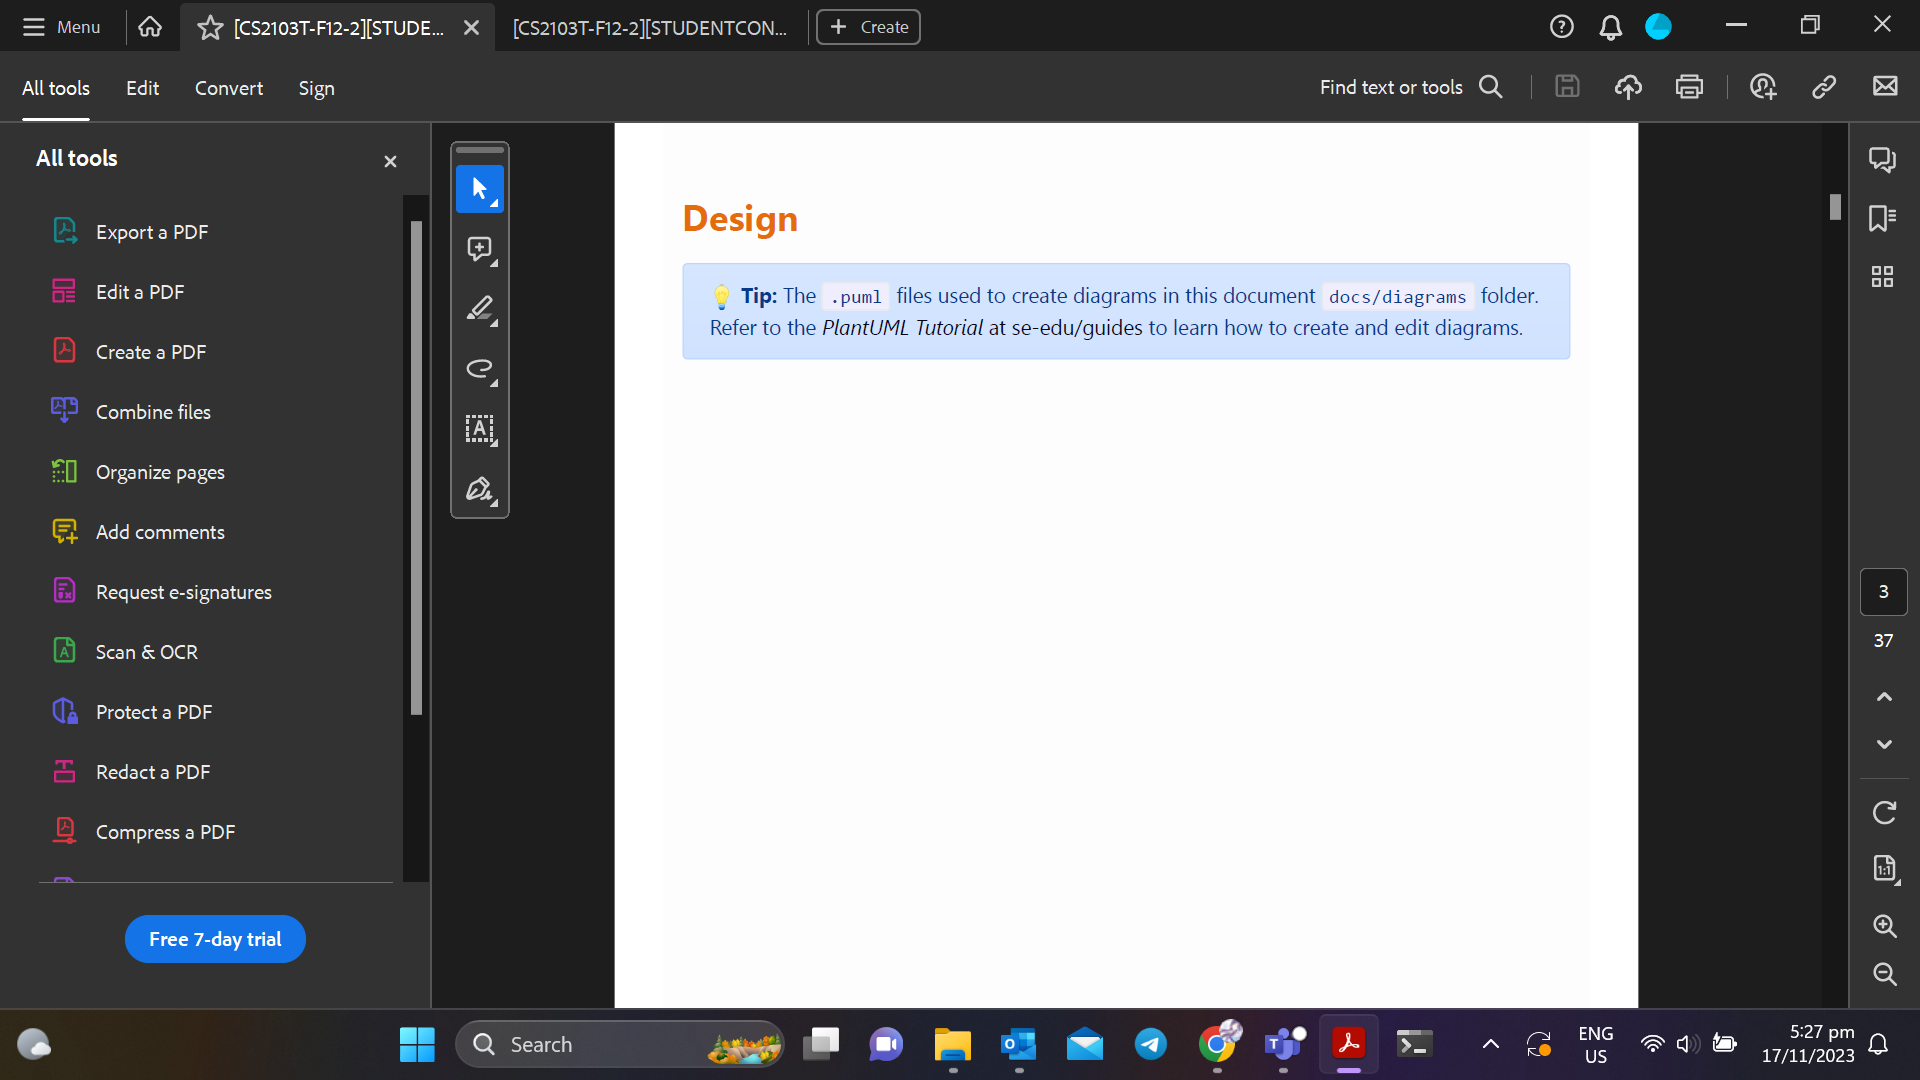 Menu
[CS2103T-F12-2][STUDE...
[CS2103T-F12-2][STUDENTCON...
Create
All tools
Edit
Convert
Sign
Find text or tools
All tools
Export a PDF
Edit a PDF
Create a PDF
Combine files
Organize pages
Add comments
Request e-signatures
Scan & OCR
Protect a PDF
Redact a PDF
Compress a PDF
Free 7-day trial
Design
Tip: The .puml files used to create diagrams in this document docs/diagrams folder.
Refer to the PlantUML Tutorial at se-edu/guides to learn how to create and edit diagrams.
3
37
Search
ENG
US
5:27 pm
17/11/2023